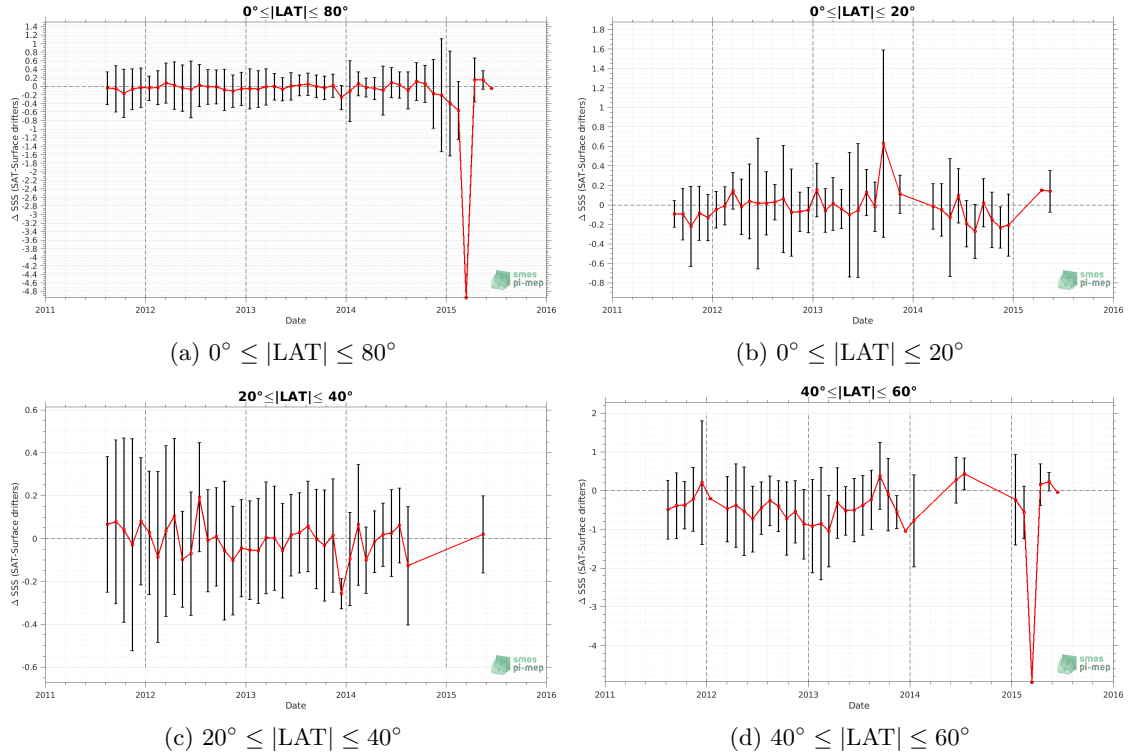 0°≤|LAT|≤ 80°
Δ SSS (SAT-Surface drifters)
1.4
1.2
1
0.8
0.6
0.4
0.2
0
-0.2
-0.4
-0.6
-0.8
-1
-1.2
-1.4
-1.6
-1.8
-2
-2.2
-2.4
-2.6
-2.8
-3
-3.2
-3.4
-3.6
-3.8
-4
-4.2
-4.4
-4.6
-4.8
2011 2012 2013 2014 2015 2016
Date
smos
pi-mep
(a) 0° ≤ |LAT| ≤ 80°
0°≤|LAT|≤ 20°
Δ SSS (SAT-Surface drifters)
1.8
1.6
1.4
1.2
1
0.8
0.6
0.4
0.2
0
-0.2
-0.4
-0.6
-0.8
2011 2012 2013 2014 2015 2016
Date
smos
pi-mep
(b) 0° ≤ |LAT| ≤ 20°
20°≤|LAT|≤ 40°
Δ SSS (SAT-Surface drifters)
0.6
0.4
0.2
0
-0.2
-0.4
-0.6
2011 2012 2013 2014 2015 2016
Date
smos
pi-mep
(c) 20° ≤ |LAT| ≤ 40°
40°≤|LAT|≤ 60°
Δ SSS (SAT-Surface drifters)
2
1
0
-1
-2
-3
-4
2011 2012 2013 2014 2015 2016
Date
smos
pi-mep
(d) 40° ≤ |LAT| ≤ 60°